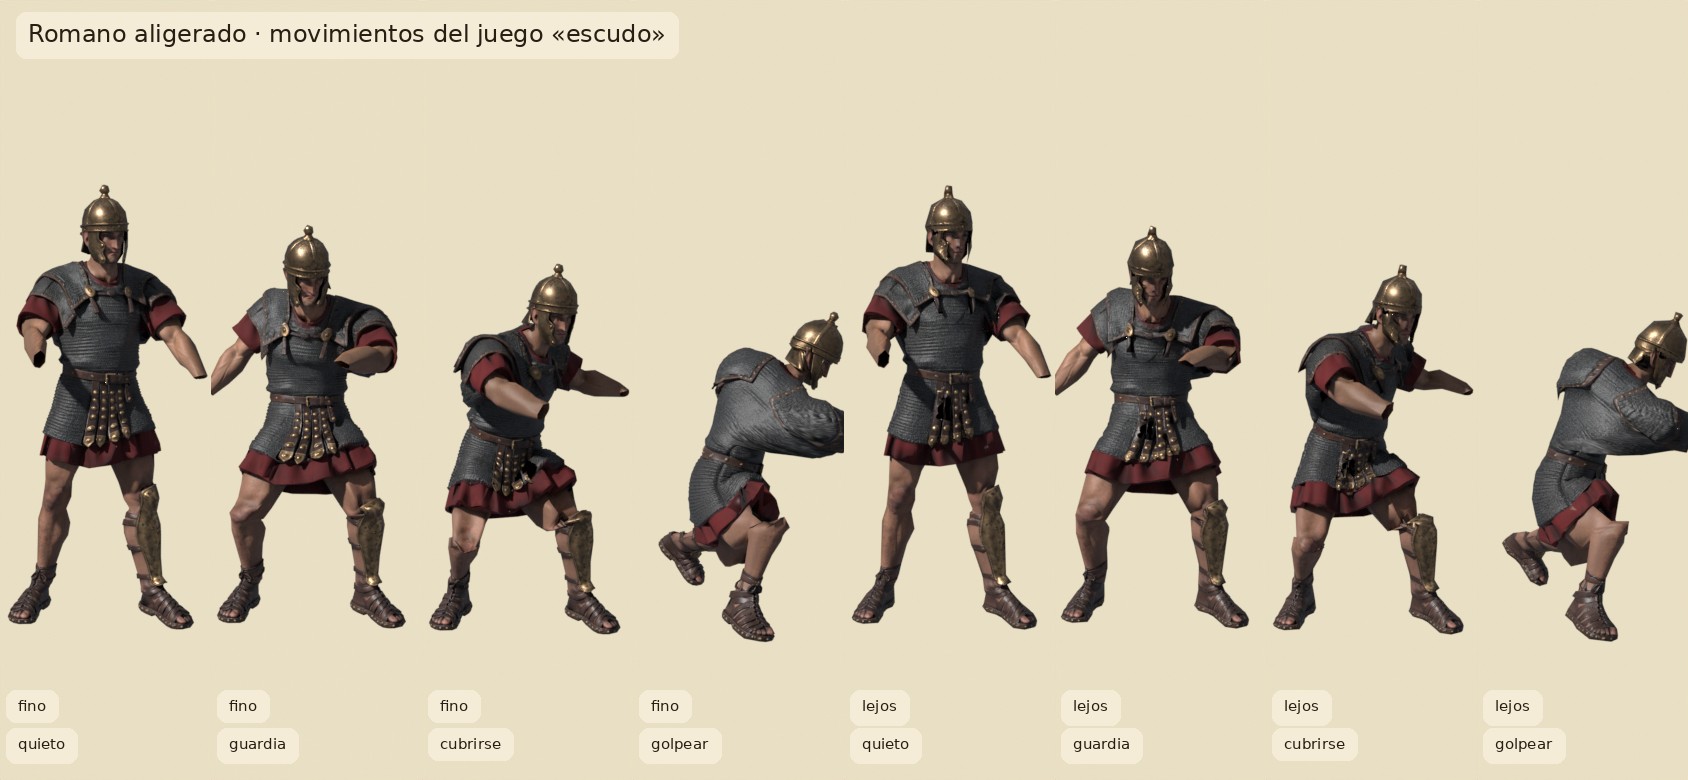 Romano aligerado · movimientos del juego «escudo»
fino
quieto
fino
guardia
fino
cubrirse
fino
golpear
lejos
quieto
lejos
guardia
lejos
cubrirse
lejos
golpear